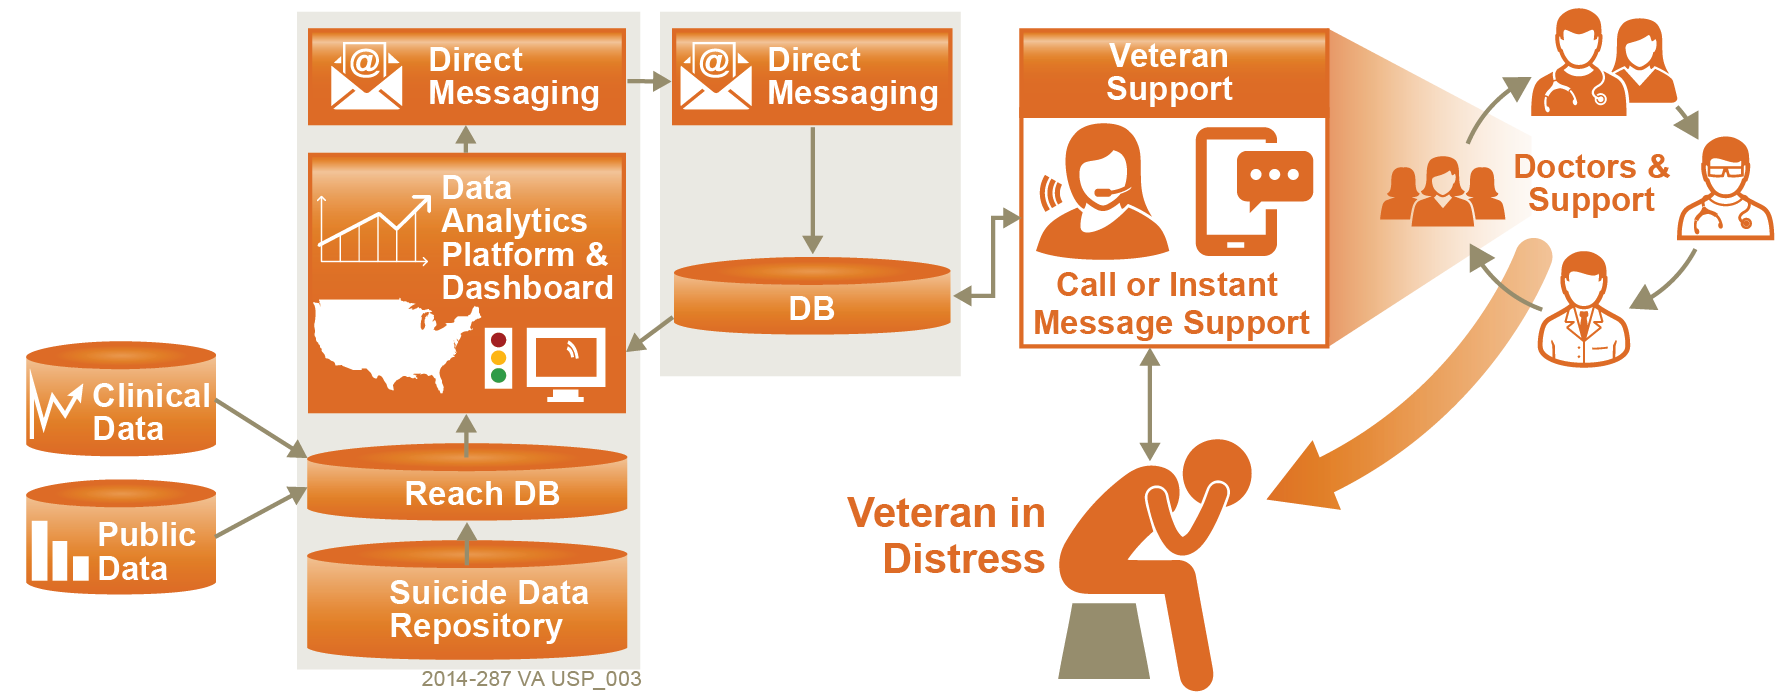 @ Direct
Messaging
@ Direct
Messaging
Veteran
Support
Data
Analytics
Platform &
Dashboard
Doctors &
Support
DB
Call or Instant
Message Support
Clinical
Data
Reach DB
Public
Data
Veteran in
Distress
Suicide Data
Repository
2014-287 VA USP_003